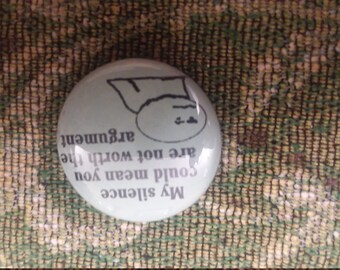 My silence
could mean you
are not worth the
argument